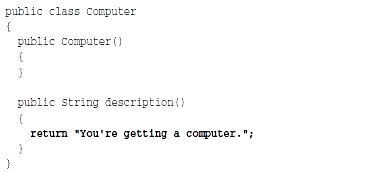 public class Computer
{
  public Computer()
  {
  }

  public String description()
  {
    return "You're getting a computer.";
  }
}